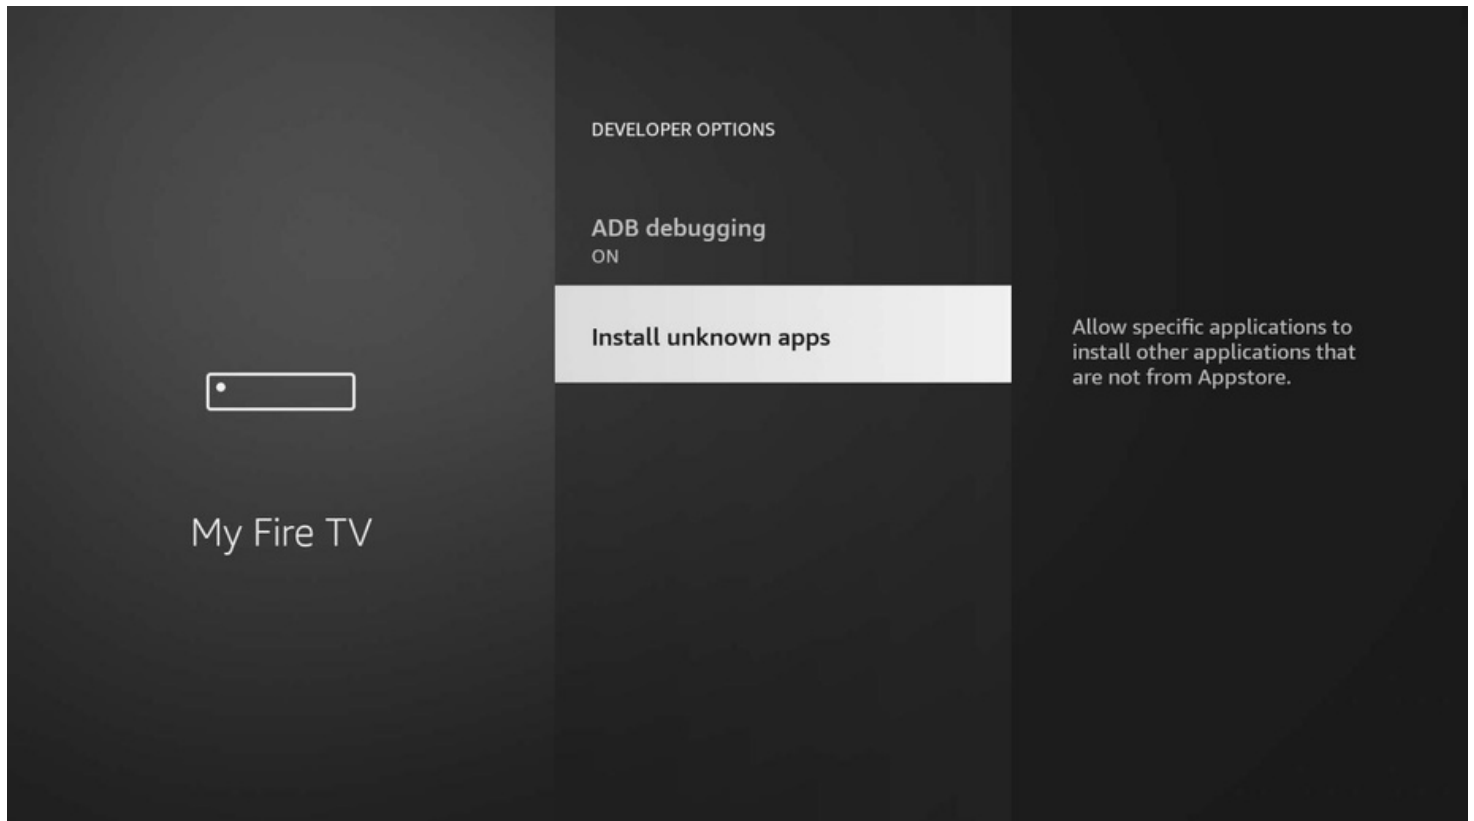 DEVELOPER OPTIONS
ADB debugging
ON
Install unknown apps
Allow specific applications to
install other applications that
are not from Appstore.
My Fire TV